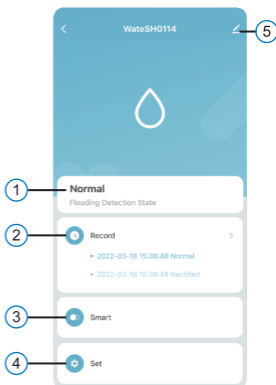 WateSH0114
5
1
Normal
Flooding Detection State
2
Record
• 2022-03-18 15:36:48 Normal
• 2022-03-18 15:36:48 Rectified
3
Smart
4
Set